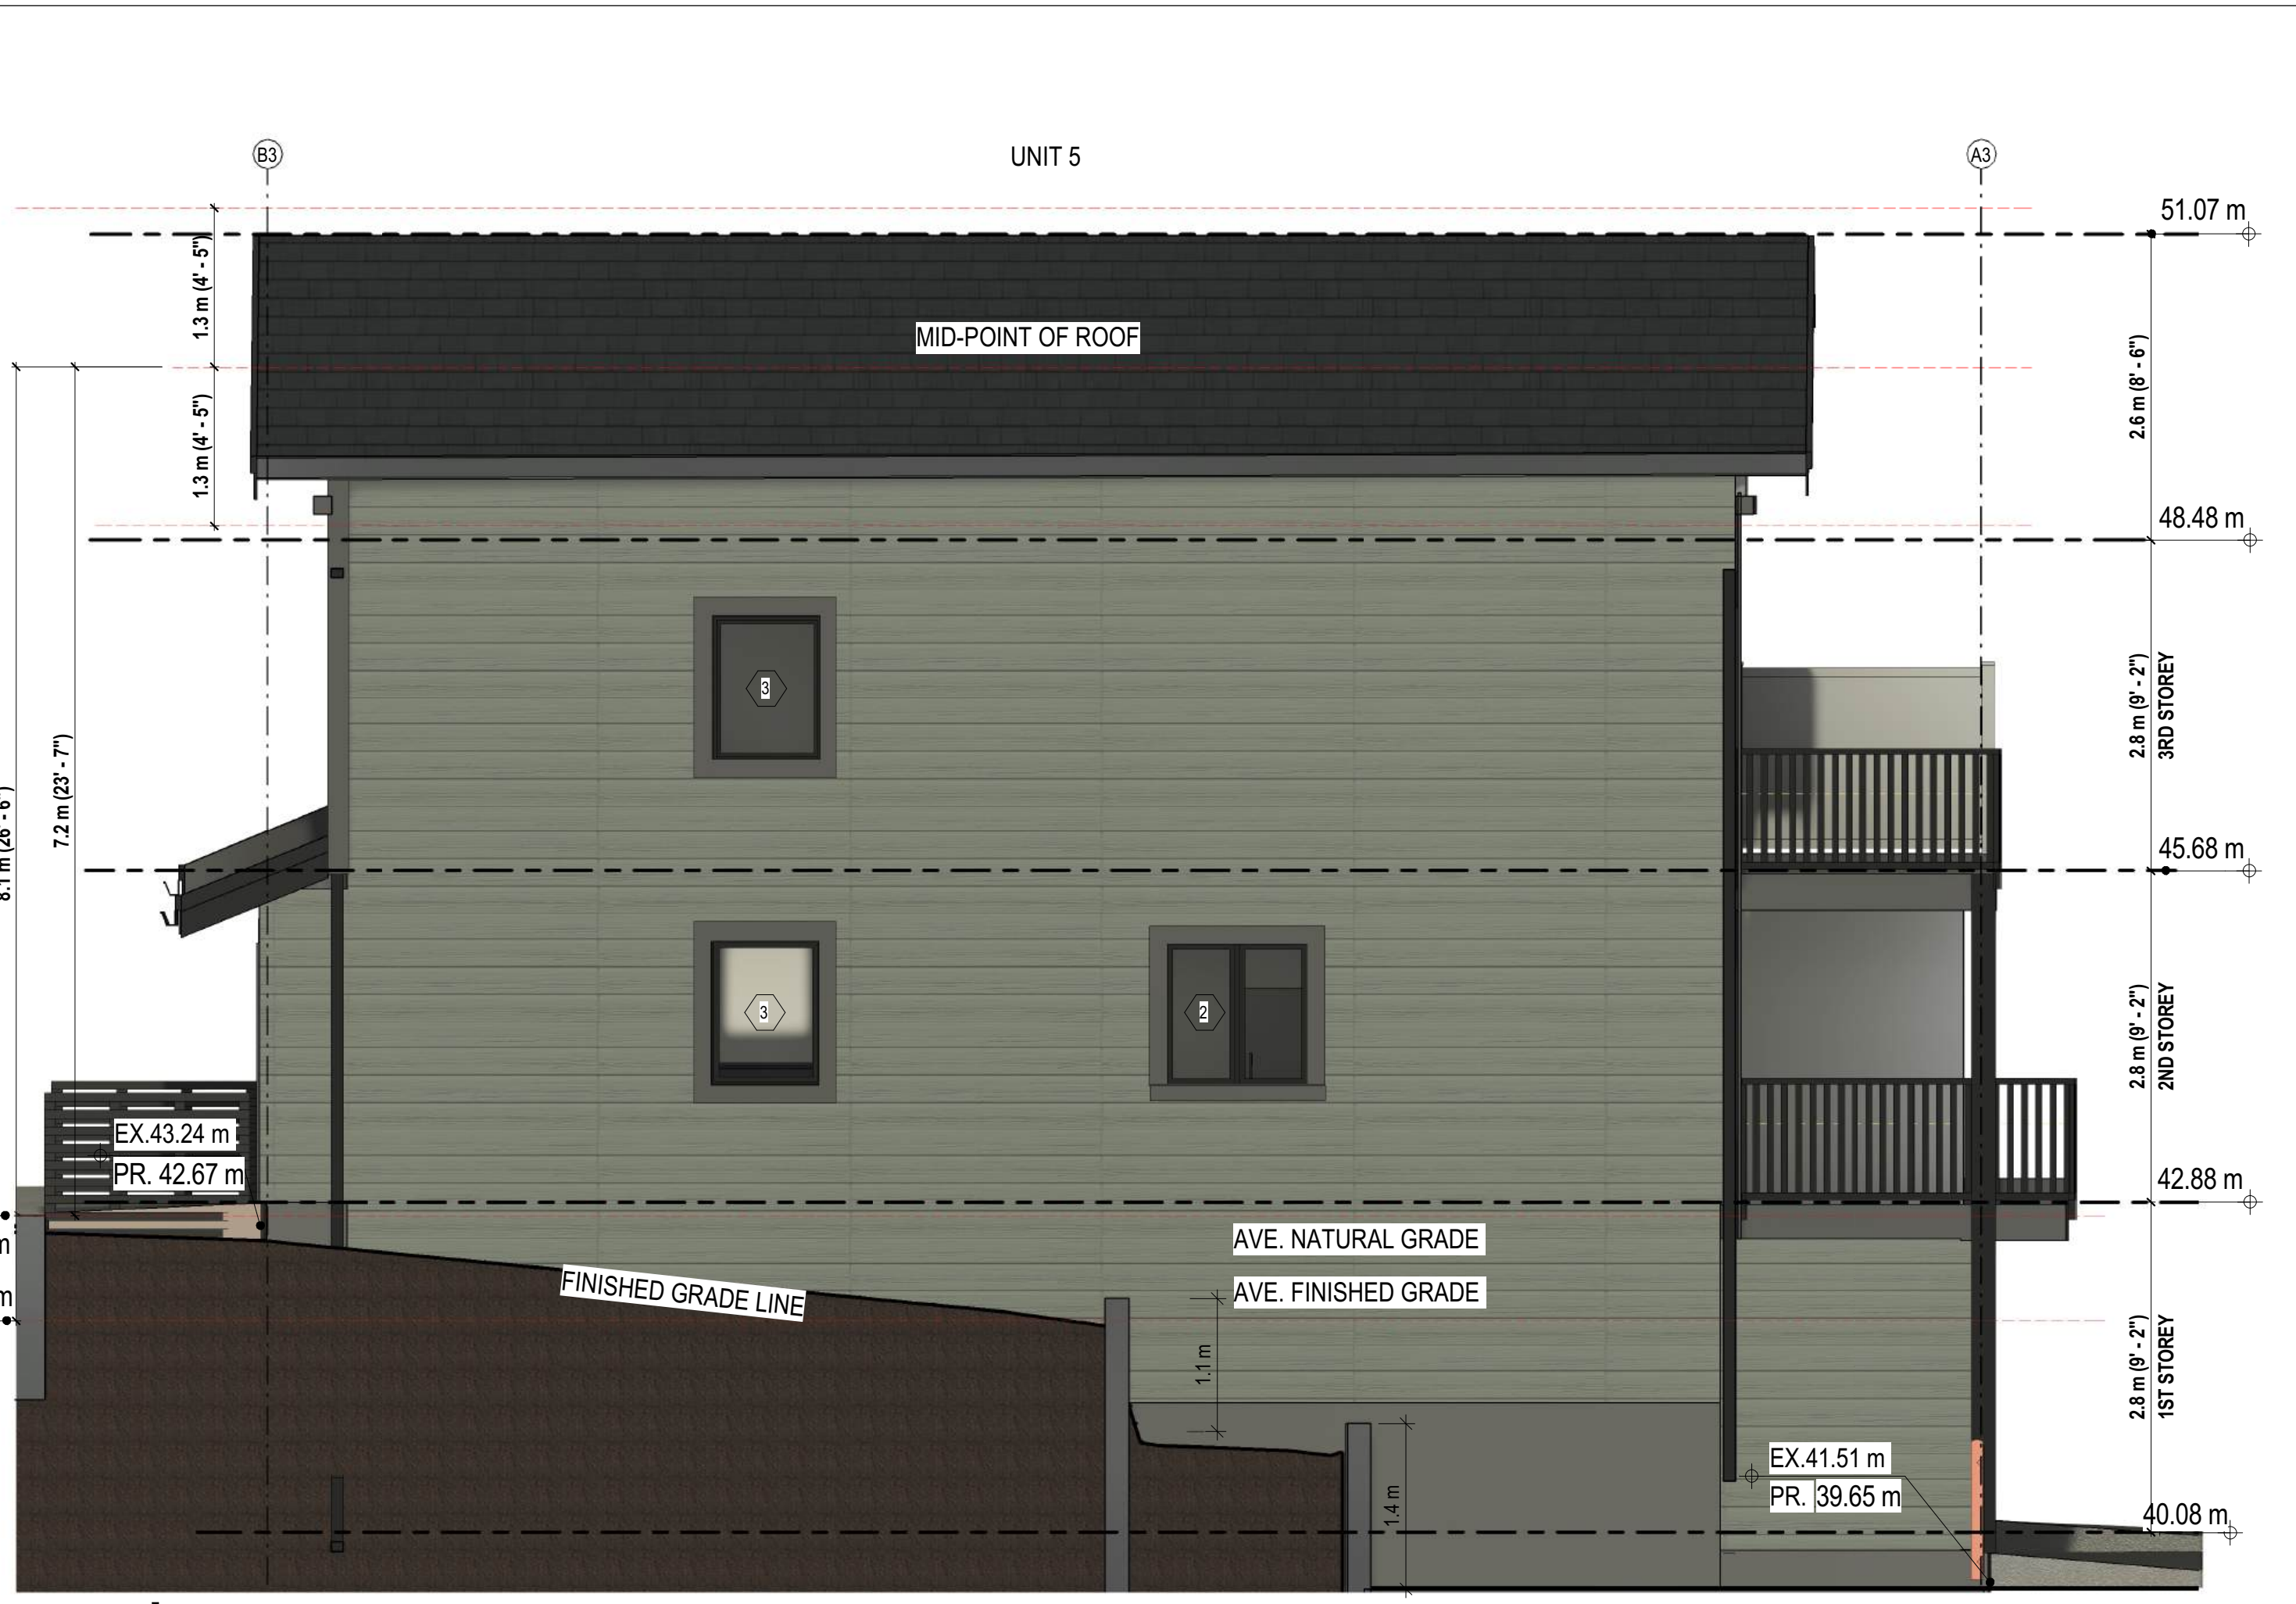 B3
UNIT 5
A3
51.07 m
1.3 m (4' - 5")
MID-POINT OF ROOF
2.6 m (8' - 6")
1.3 m (4' - 5")
48.48 m
3
2.8 m (9' - 2")
3RD STOREY
7.2 m (23' - 7")
8.1 m (26' - 6")
45.68 m
3
2
2.8 m (9' - 2")
2ND STOREY
EX.43.24 m
PR. 42.67 m
42.88 m
m
AVE. NATURAL GRADE
FINISHED GRADE LINE
AVE. FINISHED GRADE
m
1.1 m
2.8 m (9' - 2")
1ST STOREY
EX.41.51 m
PR. 39.65 m
1.4 m
40.08 m